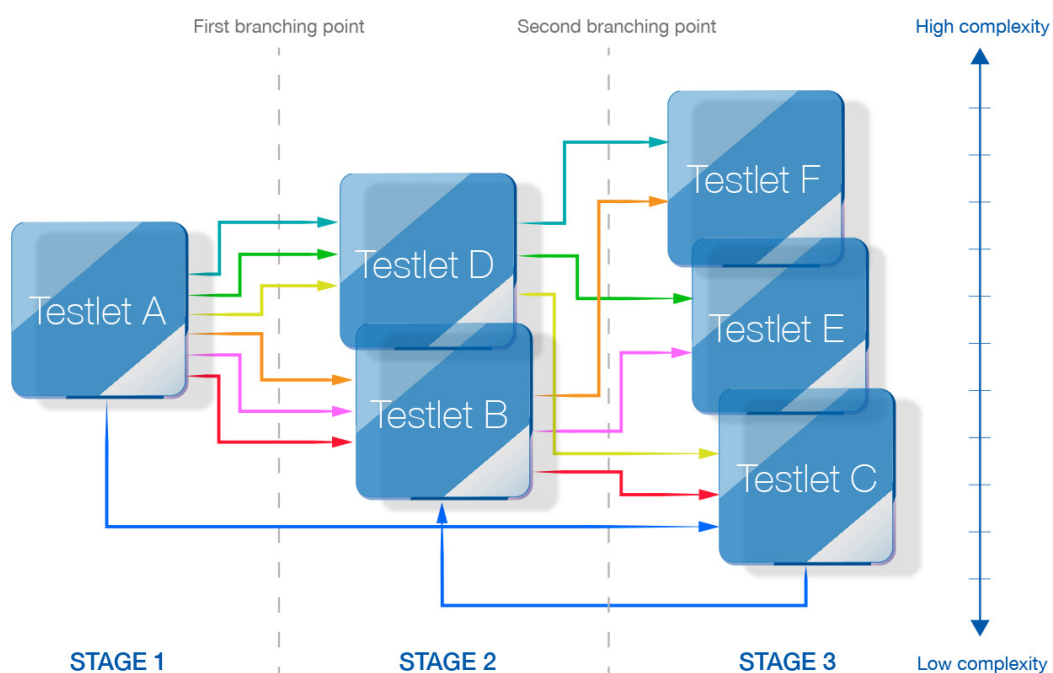 First branching point
Second branching point
High complexity
Testlet F
Testlet D
Testlet A
Testlet E
Testlet B
Testlet C
STAGE 1
STAGE 2
STAGE 3
Low complexity